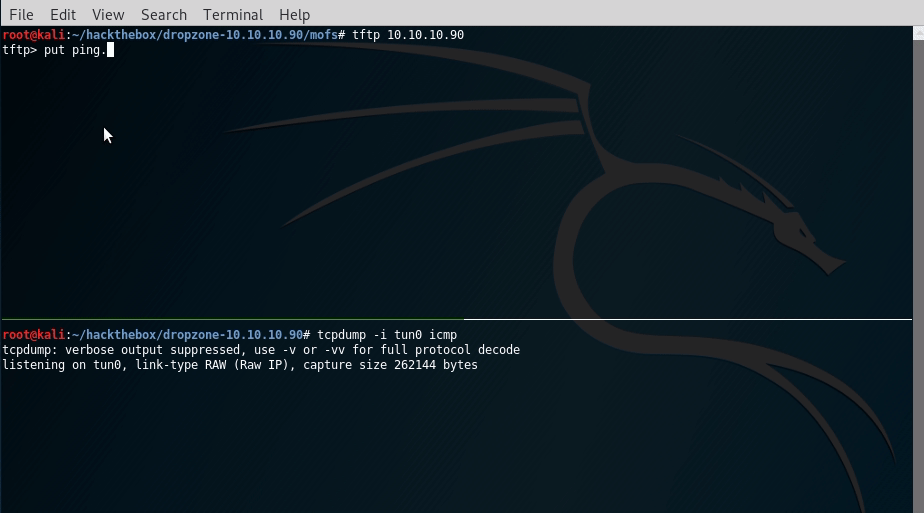 File Edit View Search Terminal Help
root@kali:~/hackthebox/dropzone-10.10.10.90/mofs# tftp 10.10.10.90
tftp> put ping.
root@kali:~/hackthebox/dropzone-10.10.10.90# tcpdump -i tun0 icmp
tcpdump: verbose output suppressed, use -v or -vv for full protocol decode
listening on tun0, link-type RAW (Raw IP), capture size 262144 bytes